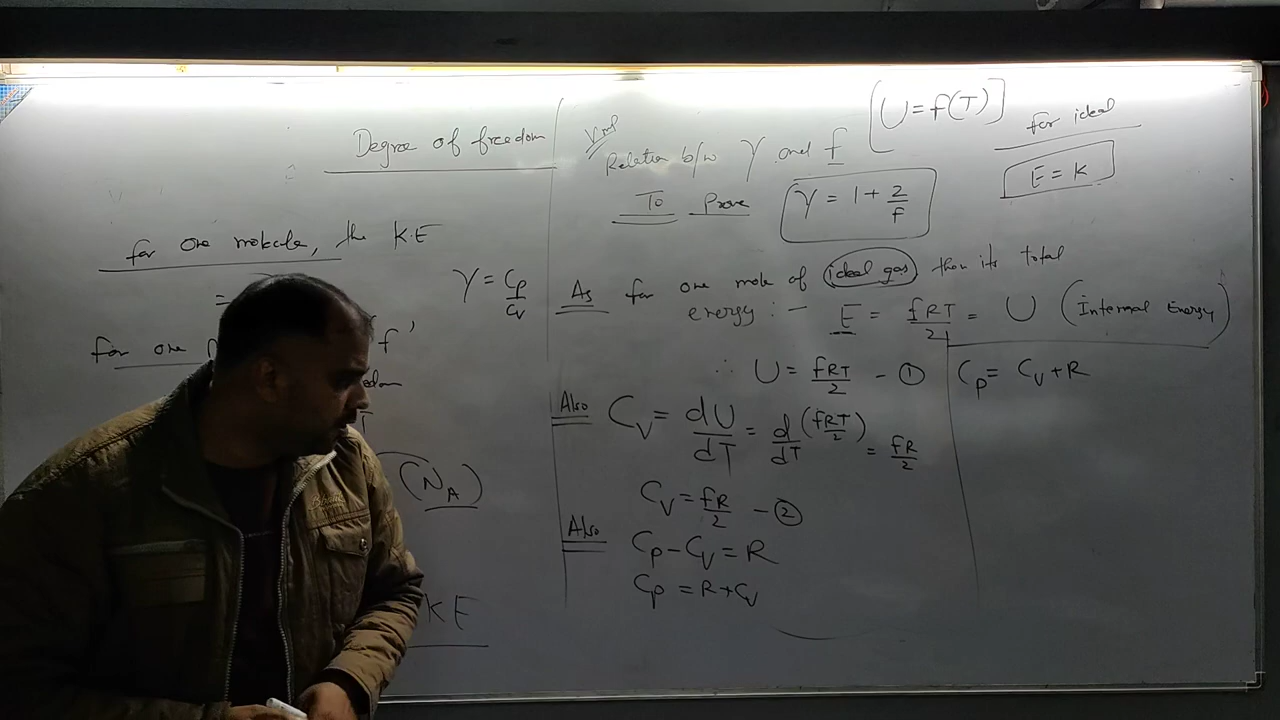 Degree of freedom
for one molecule, the K.E
=
γ = Cp/Cv
for one
f'
(N_A)
KE
Vmf
Relation b/w γ and f
[U = f(T)]
for ideal
E = K
To Prove
γ = 1 + 2/f
As for one mole of ideal gas then its total
energy :- E = fRT/2 = U (Internal Energy)
∴ U = fRT/2 - ①
Also Cv = dU/dT = d/dT (fRT/2) = fR/2
Cv = fR/2 - ②
Also Cp - Cv = R
Cp = R + Cv
Cp = Cv + R